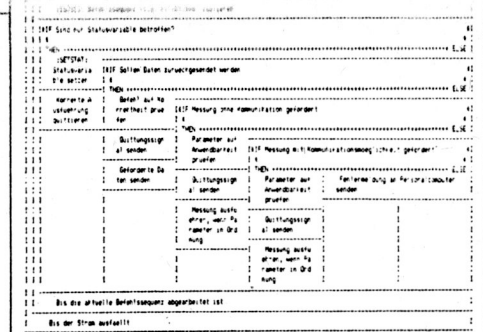 IF Sind nur Statusvariable betroffen?
THEN ELSE
:SETSTAT:
Statusvaria
ble setzen
IF Sollen Daten zurueckgesendet werden
THEN ELSE
Korrekte A
usfuehrung
quittieren
Befehl auf Ko
rrektheit prue
fen
IF Messung ohne Kommunikation gefordert
THEN ELSE
Quittungssign
al senden
Parameter auf
Anwendbarkeit
pruefen
IF Messung mit Kommunikationsmoeglichkeit gefordert
THEN ELSE
Geforderte Da
ten senden
Quittungssign
al senden
Parameter auf
Anwendbarkeit
pruefen
Fehlermeldung an Personalcomputer
senden
Messung ausfu
ehren, wenn Pa
rameter in Ord
nung
Quittungssign
al senden
Messung ausfu
ehren, wenn Pa
rameter in Ord
nung
Bis die aktuelle Befehlssequenz abgearbeitet ist
Bis der Strom ausfaellt